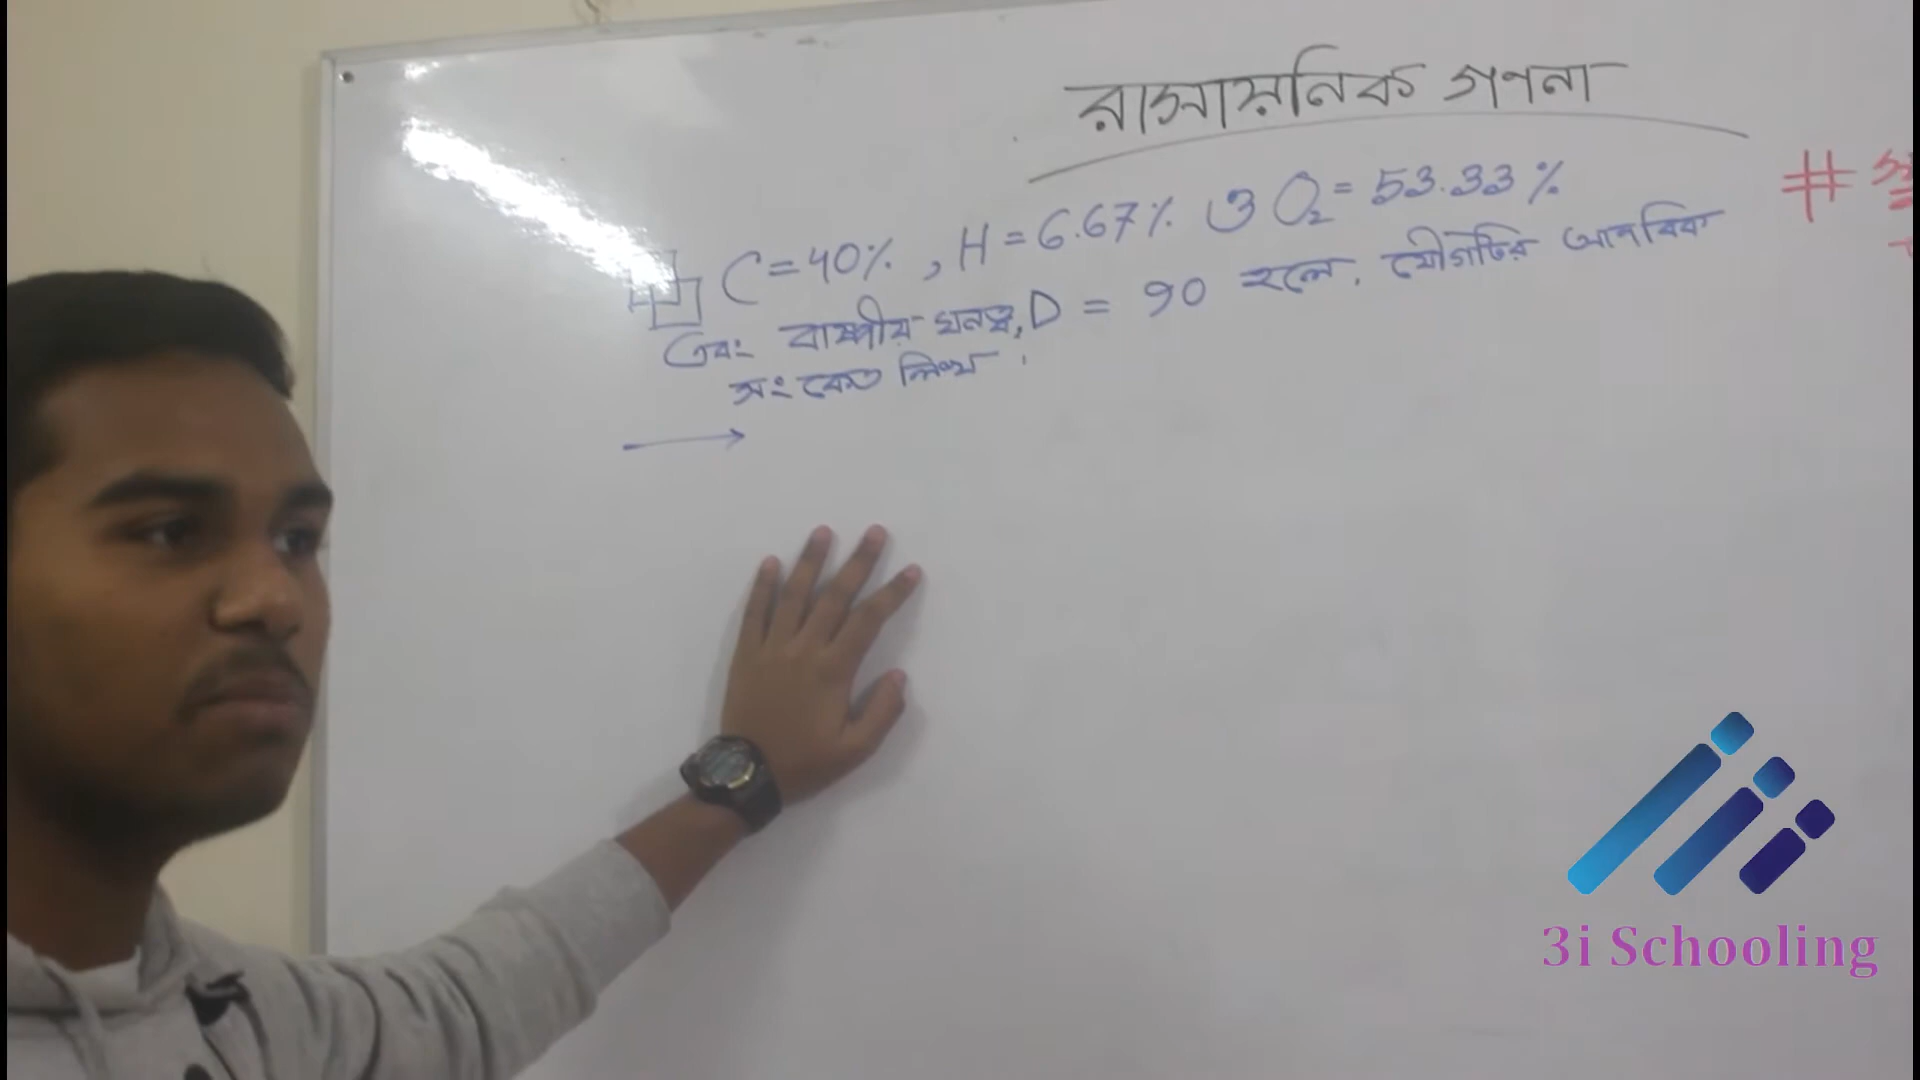 রাসায়নিক গণনা
C = 40% , H = 6.67% ও O₂ = 53.33%
এবং বাষ্পীয় ঘনত্ব, D = 90 হলে, যৌগটির আণবিক
সংকেত লিখ ।
#
3i Schooling